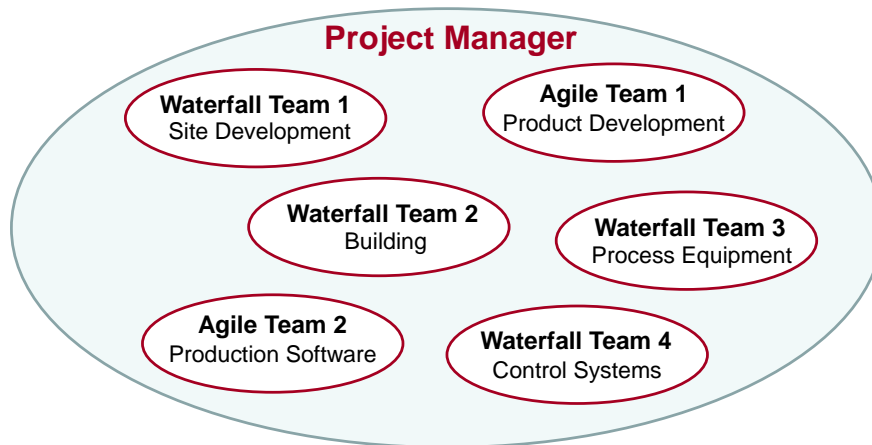 Project Manager
Waterfall Team 1
Site Development
Agile Team 1
Product Development
Waterfall Team 2
Building
Waterfall Team 3
Process Equipment
Agile Team 2
Production Software
Waterfall Team 4
Control Systems